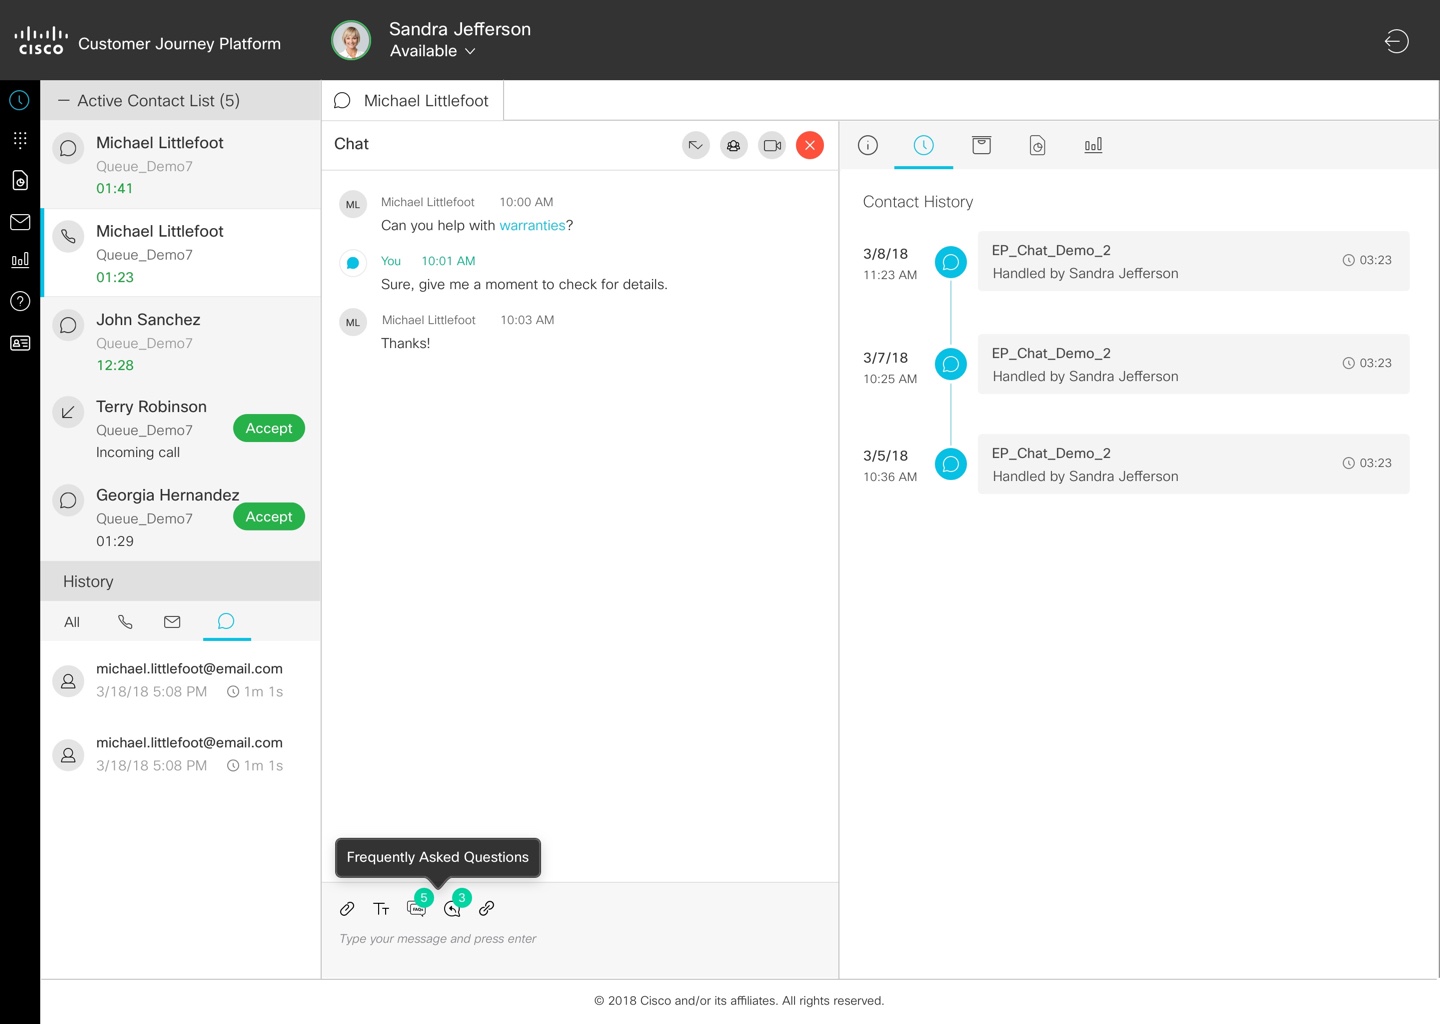 CISCO
Customer Journey Platform
Sandra Jefferson
Available
Active Contact List (5)
Michael Littlefoot
Queue_Demo7
01:41
Michael Littlefoot
Queue_Demo7
01:23
John Sanchez
Queue_Demo7
12:28
Terry Robinson
Queue_Demo7
Incoming call
Accept
Georgia Hernandez
Queue_Demo7
01:29
Accept
History
All
michael.littlefoot@email.com
3/18/18 5:08 PM 1m 1s
michael.littlefoot@email.com
3/18/18 5:08 PM 1m 1s
Michael Littlefoot
Chat
ML
Michael Littlefoot 10:00 AM
Can you help with warranties?
You 10:01 AM
Sure, give me a moment to check for details.
ML
Michael Littlefoot 10:03 AM
Thanks!
Frequently Asked Questions
5
3
TT
FAQs
Type your message and press enter
Contact History
3/8/18
11:23 AM
EP_Chat_Demo_2
Handled by Sandra Jefferson
03:23
3/7/18
10:25 AM
EP_Chat_Demo_2
Handled by Sandra Jefferson
03:23
3/5/18
10:36 AM
EP_Chat_Demo_2
Handled by Sandra Jefferson
03:23
© 2018 Cisco and/or its affiliates. All rights reserved.